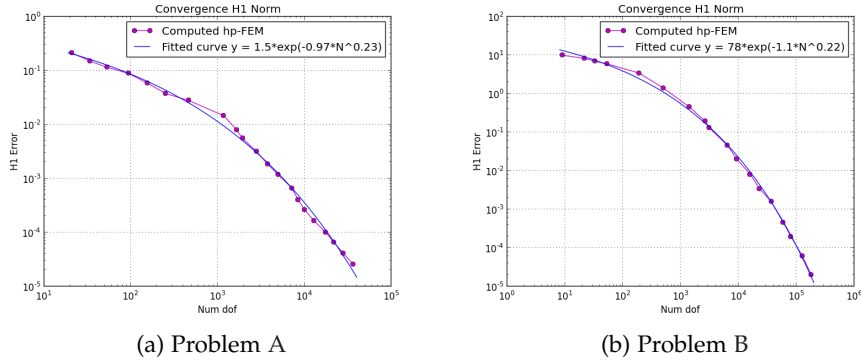 Convergence H1 Norm
10^0
10^-1
10^-2
10^-3
10^-4
10^-5
H1 Error
10^1
10^2
10^3
10^4
10^5
Num dof
Computed hp-FEM
Fitted curve y = 1.5*exp(-0.97*N^0.23)
(a) Problem A
Convergence H1 Norm
10^2
10^1
10^0
10^-1
10^-2
10^-3
10^-4
10^-5
H1 Error
10^0
10^1
10^2
10^3
10^4
10^5
10^6
Num dof
Computed hp-FEM
Fitted curve y = 78*exp(-1.1*N^0.22)
(b) Problem B